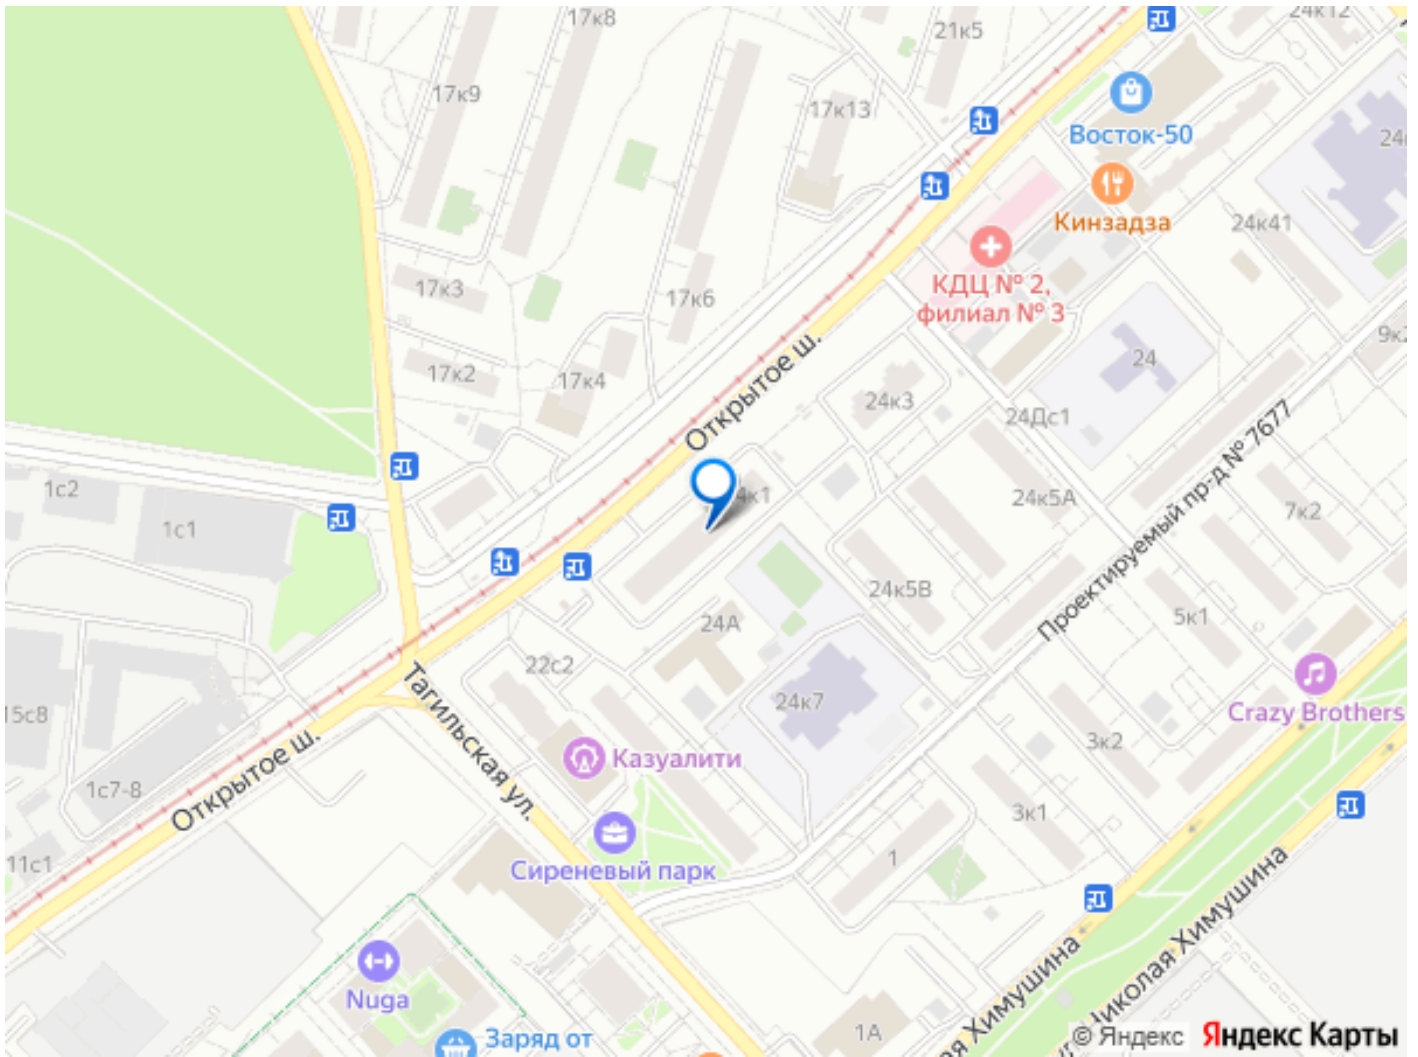 17к8
24к12
21к5
17к9
17к13
Восток-50
Кинзадза
24к41
КДЦ № 2,
филиал № 3
17к3
17к6
9к2
24
17к2
17к4
Открытое ш.
24к3
24Дс1
Проектируемый пр-д № 7677
1с2
1с1
24к5А
7к2
24к5В
5к1
24А
22с2
24к7
Тагильская ул.
15с8
Crazy Brothers
3к2
Казуалити
Открытое ш.
1с7-8
3к1
11с1
1
Сиреневый парк
Николая Химушина
Химушина
Nuga
1А
Заряд от
© Яндекс
Яндекс Карты